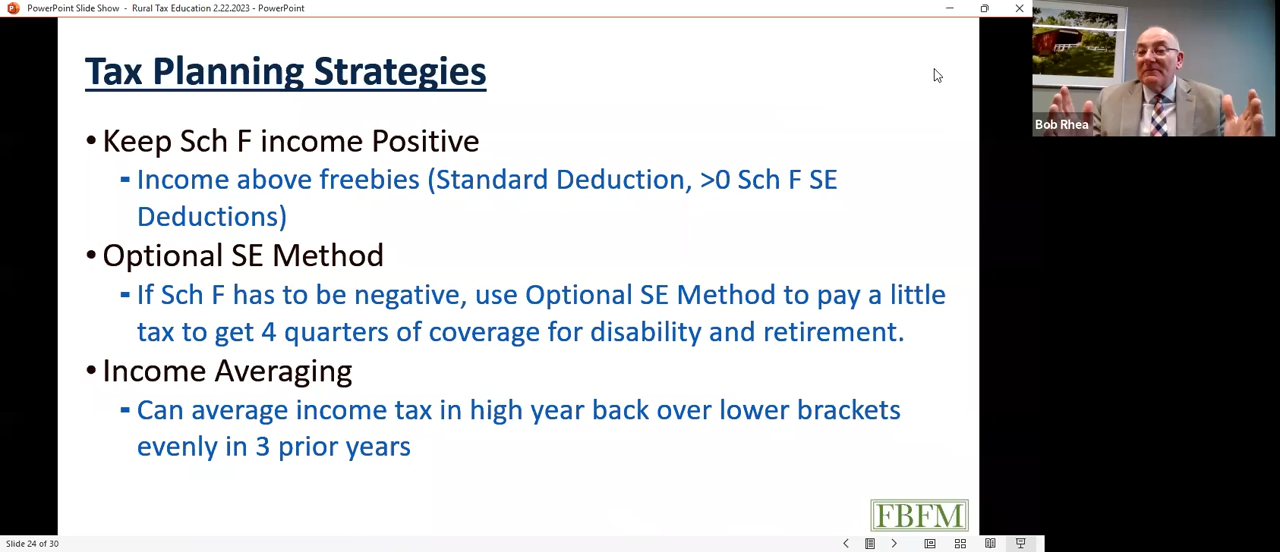 PowerPoint Slide Show - Rural Tax Education 2.22.2023 - PowerPoint
Tax Planning Strategies
• Keep Sch F income Positive
- Income above freebies (Standard Deduction, >0 Sch F SE
Deductions)
• Optional SE Method
- If Sch F has to be negative, use Optional SE Method to pay a little
tax to get 4 quarters of coverage for disability and retirement.
• Income Averaging
- Can average income tax in high year back over lower brackets
evenly in 3 prior years
FBFM
Bob Rhea
Slide 24 of 30